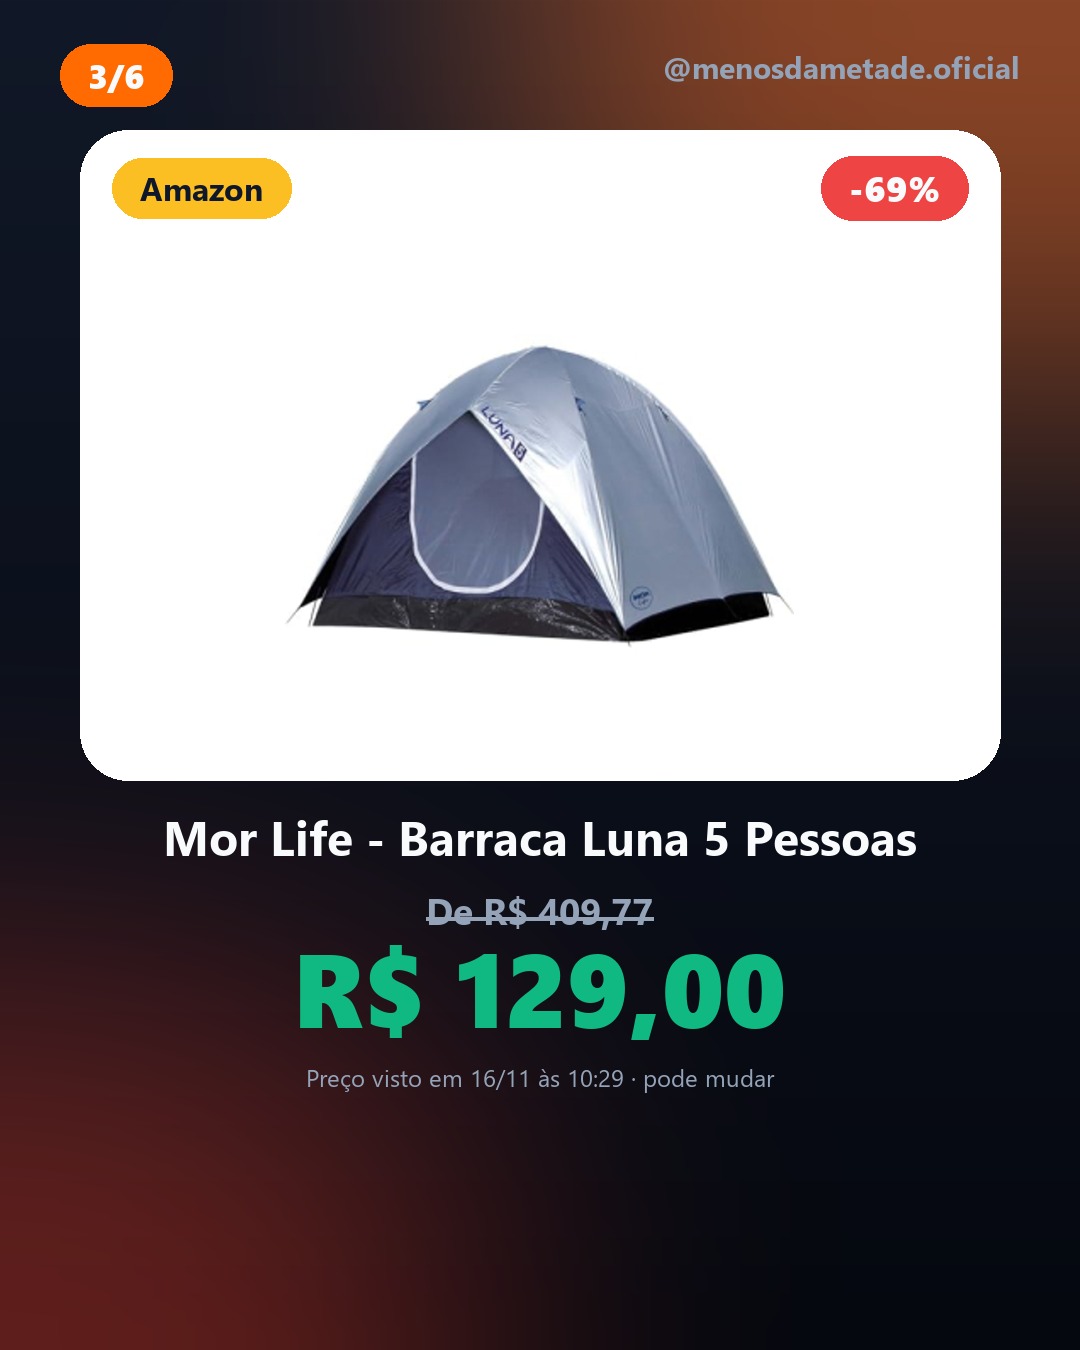 3/6
@menosdametade.oficial
Amazon
-69%
LUNA 5
Mor Life - Barraca Luna 5 Pessoas
De R$ 409,77
R$ 129,00
Preço visto em 16/11 às 10:29 · pode mudar